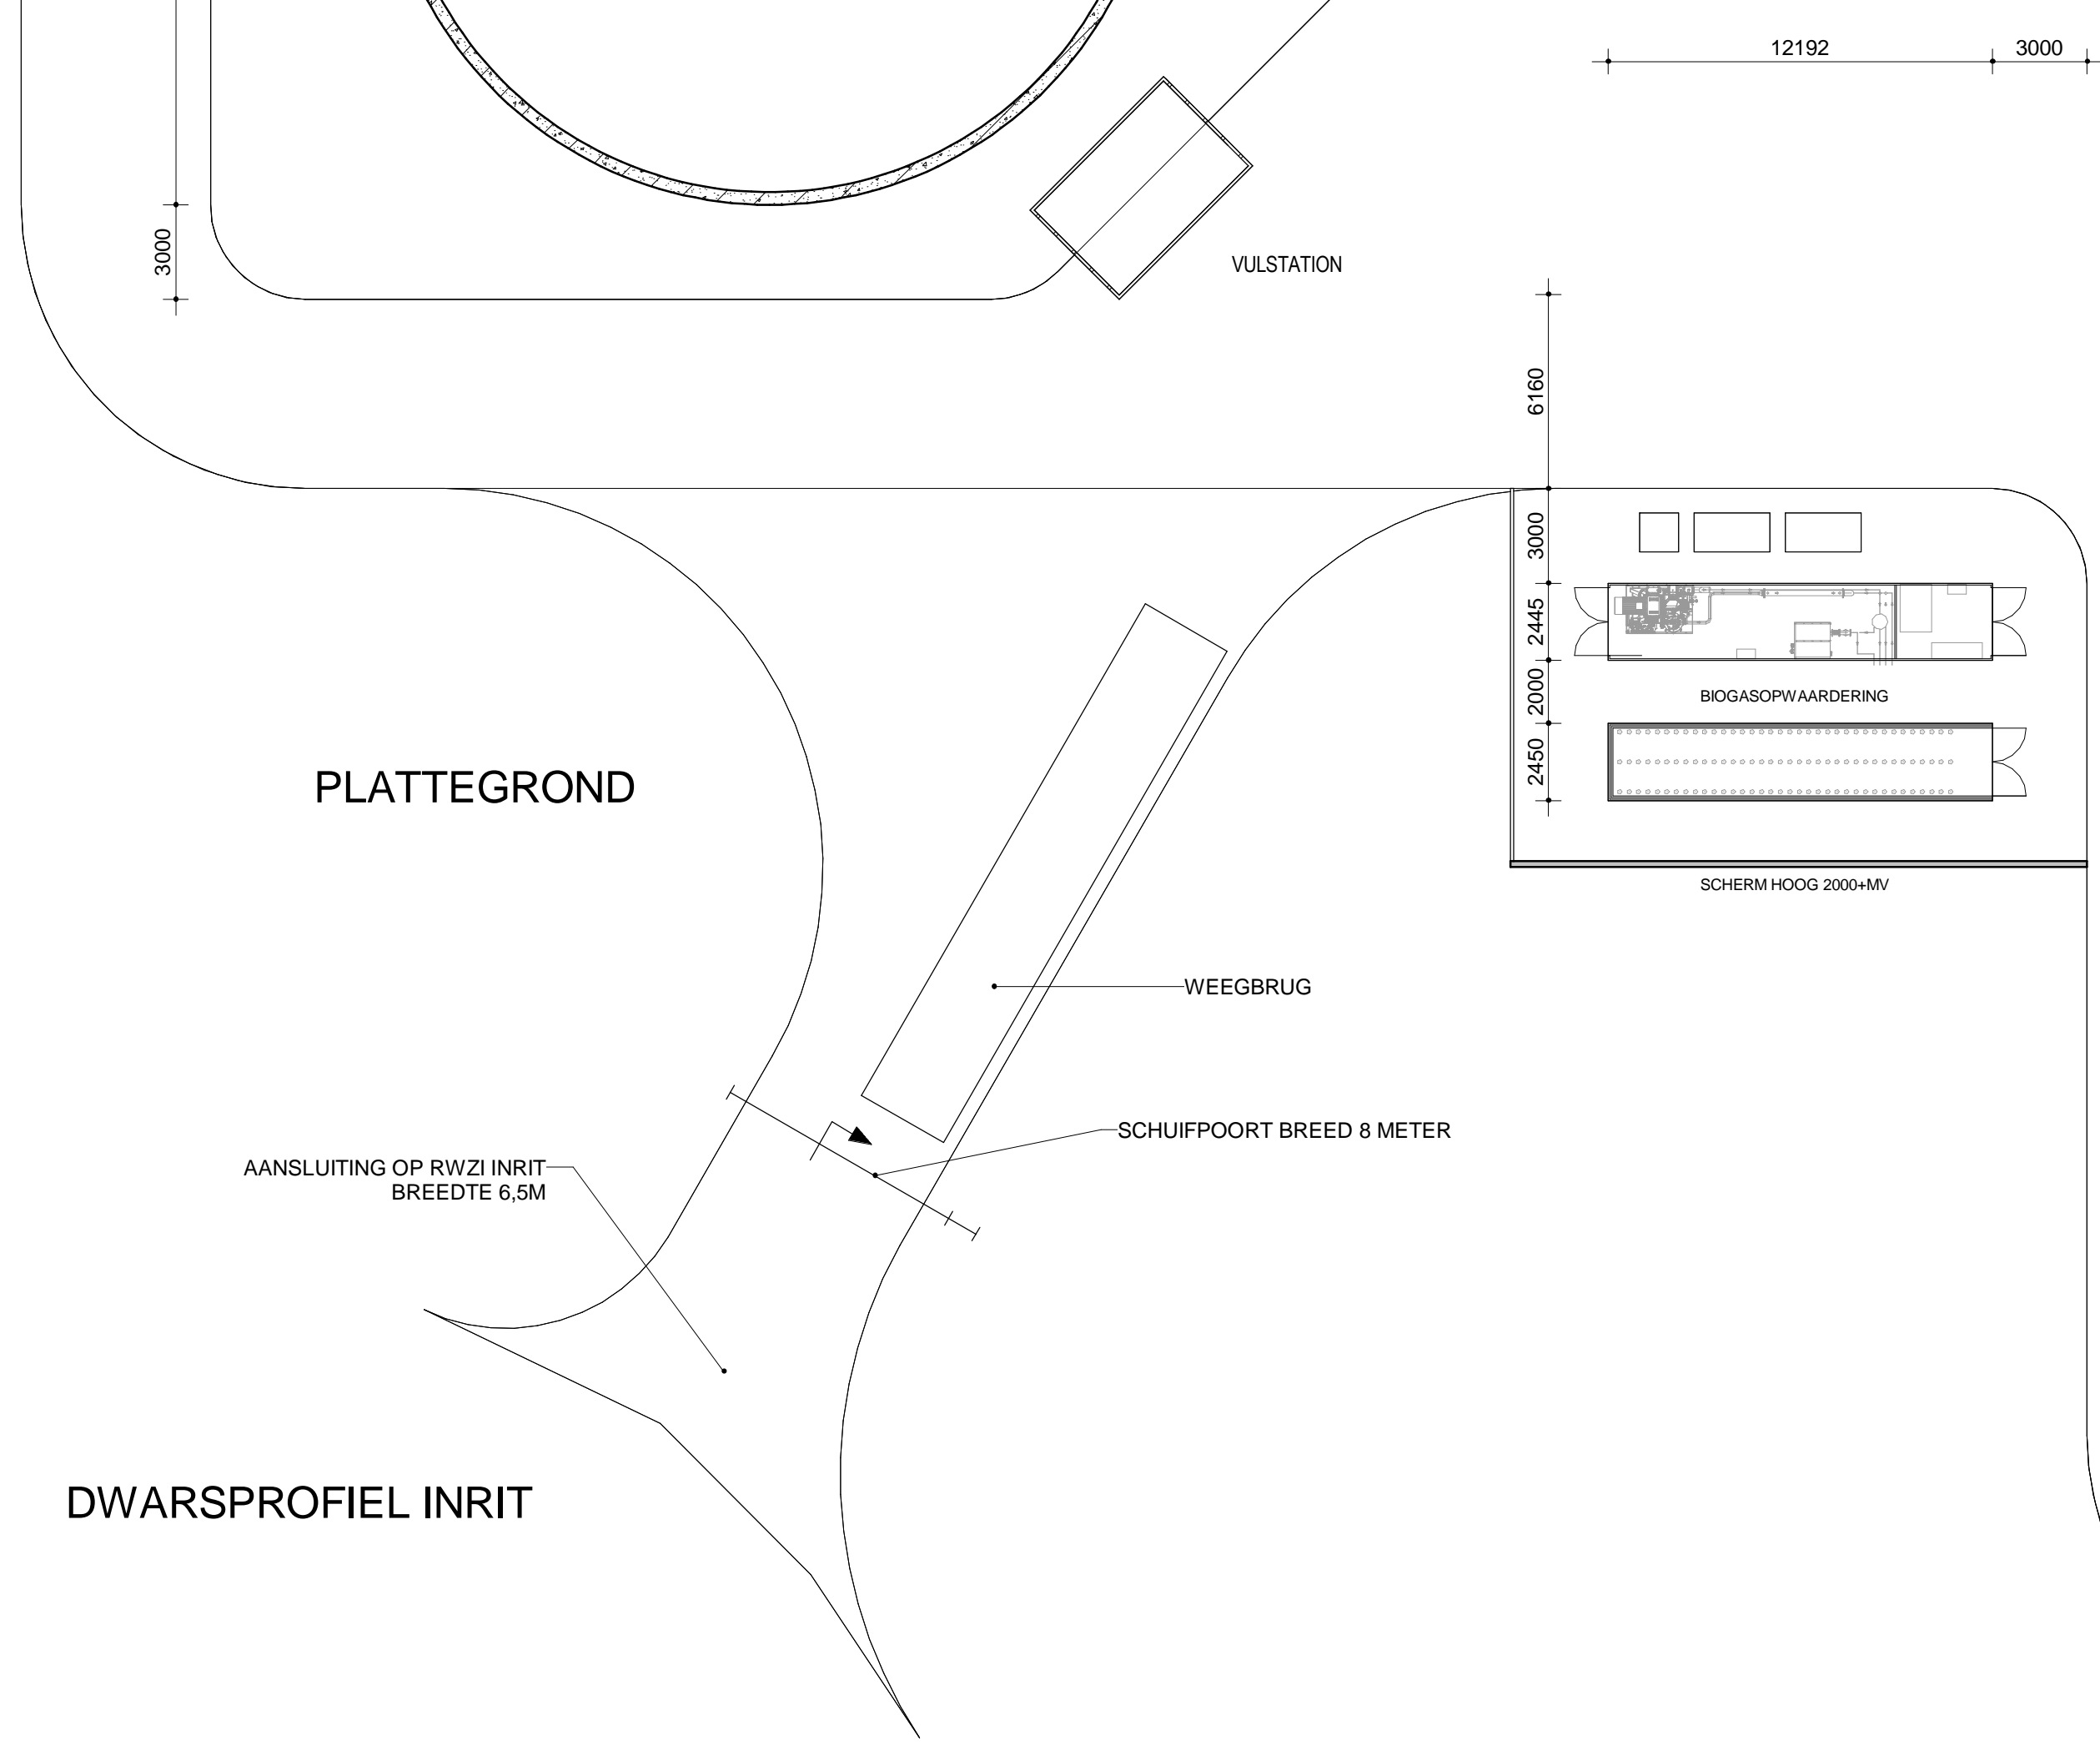 12192
3000
3000
VULSTATION
6160
3000
2445
2000
BIOGASOPWAARDERING
2450
PLATTEGROND
SCHERM HOOG 2000+MV
WEEGBRUG
SCHUIFPOORT BREED 8 METER
AANSLUITING OP RWZI INRIT
BREEDTE 6,5M
DWARSPROFIEL INRIT